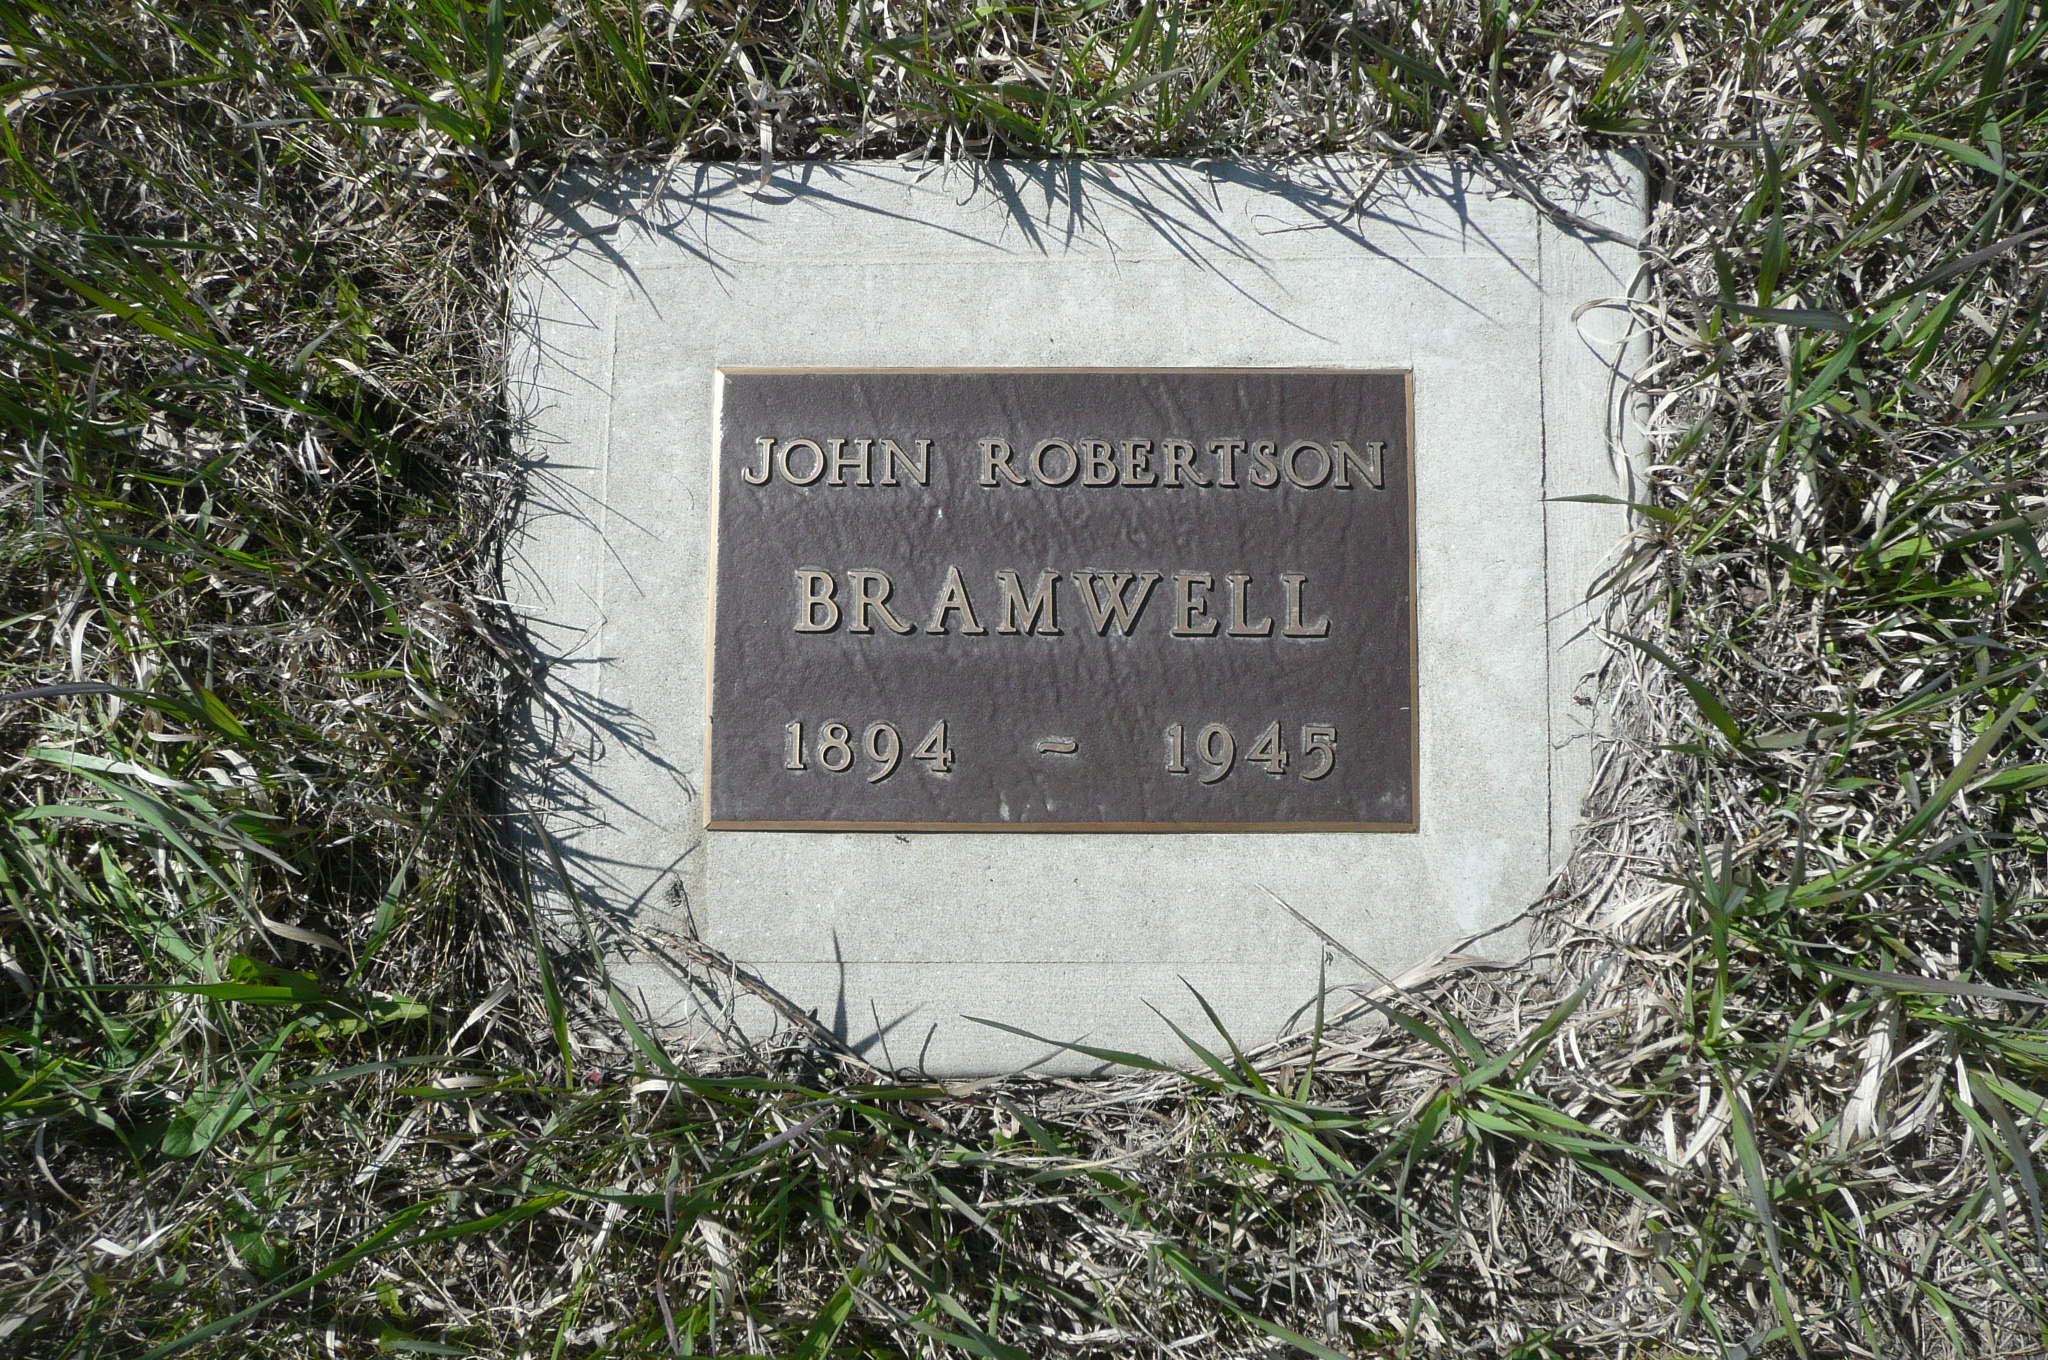 JOHN ROBERTSON
BRAMWELL
1894 ~ 1945